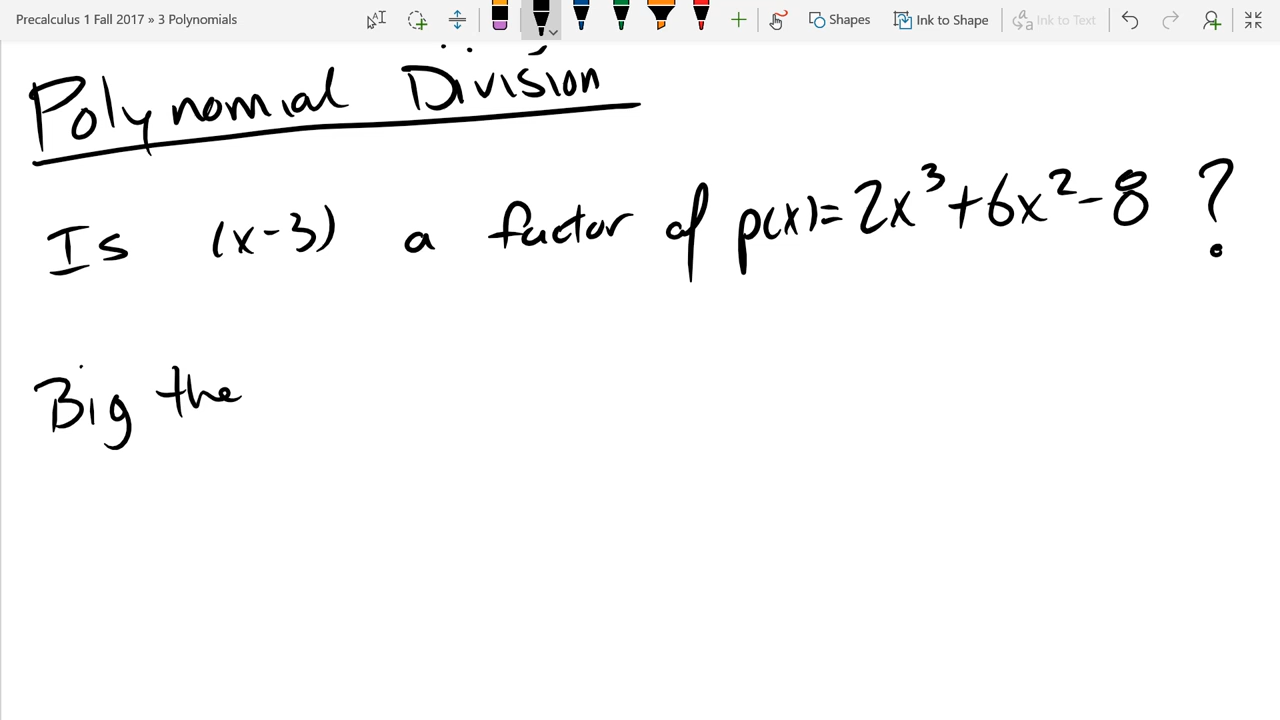 Precalculus 1 Fall 2017 » 3 Polynomials Shapes Ink to Shape Ink to Text
Polynomial Division
Is (x-3) a factor of p(x)=2x³+6x²-8 ?
Big the